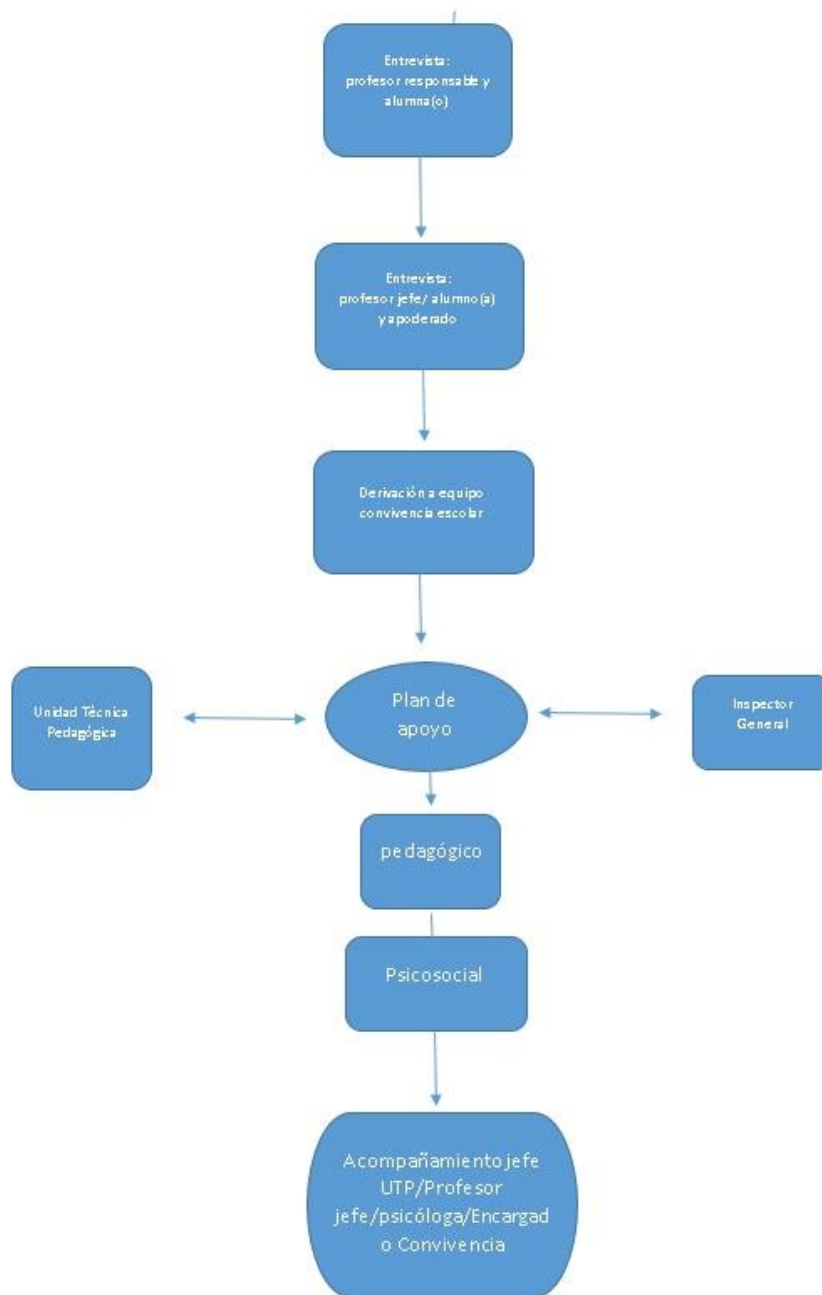 Entrevista:
profesor responsable y
alumna(o)
Entrevista:
profesor jefe/ alumno(a)
y apoderado
Derivación a equipo
convivencia escolar
Unidad Técnica
Pedagógica
Plan de
apoyo
Inspector
General
pedagógico
Psicosocial
Acompañamiento jefe
UTP/Profesor
jefe/psicóloga/Encargad
o Convivencia